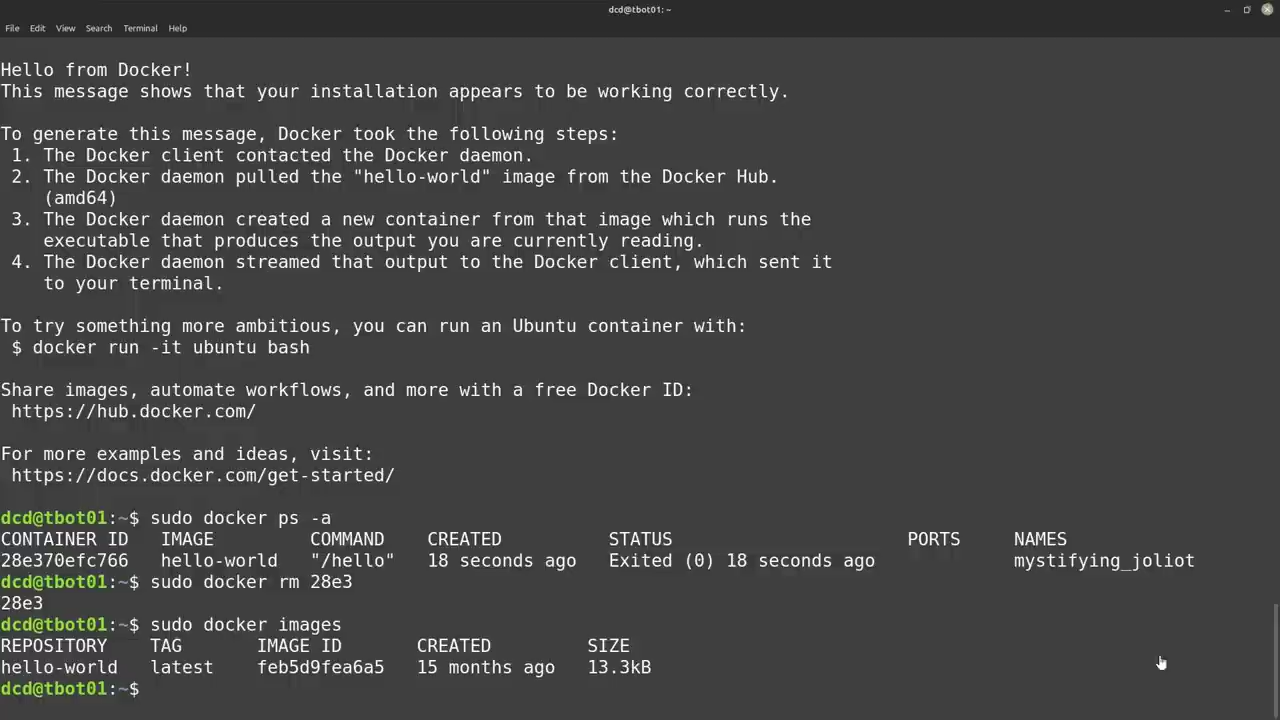 dcd@tbot01: ~
File Edit View Search Terminal Help
Hello from Docker!
This message shows that your installation appears to be working correctly.
To generate this message, Docker took the following steps:
1. The Docker client contacted the Docker daemon.
2. The Docker daemon pulled the "hello-world" image from the Docker Hub.
(amd64)
3. The Docker daemon created a new container from that image which runs the
executable that produces the output you are currently reading.
4. The Docker daemon streamed that output to the Docker client, which sent it
to your terminal.
To try something more ambitious, you can run an Ubuntu container with:
$ docker run -it ubuntu bash
Share images, automate workflows, and more with a free Docker ID:
https://hub.docker.com/
For more examples and ideas, visit:
https://docs.docker.com/get-started/
dcd@tbot01:~$ sudo docker ps -a
CONTAINER ID IMAGE COMMAND CREATED STATUS PORTS NAMES
28e370efc766 hello-world "/hello" 18 seconds ago Exited (0) 18 seconds ago mystifying_joliot
dcd@tbot01:~$ sudo docker rm 28e3
28e3
dcd@tbot01:~$ sudo docker images
REPOSITORY TAG IMAGE ID CREATED SIZE
hello-world latest feb5d9fea6a5 15 months ago 13.3kB
dcd@tbot01:~$